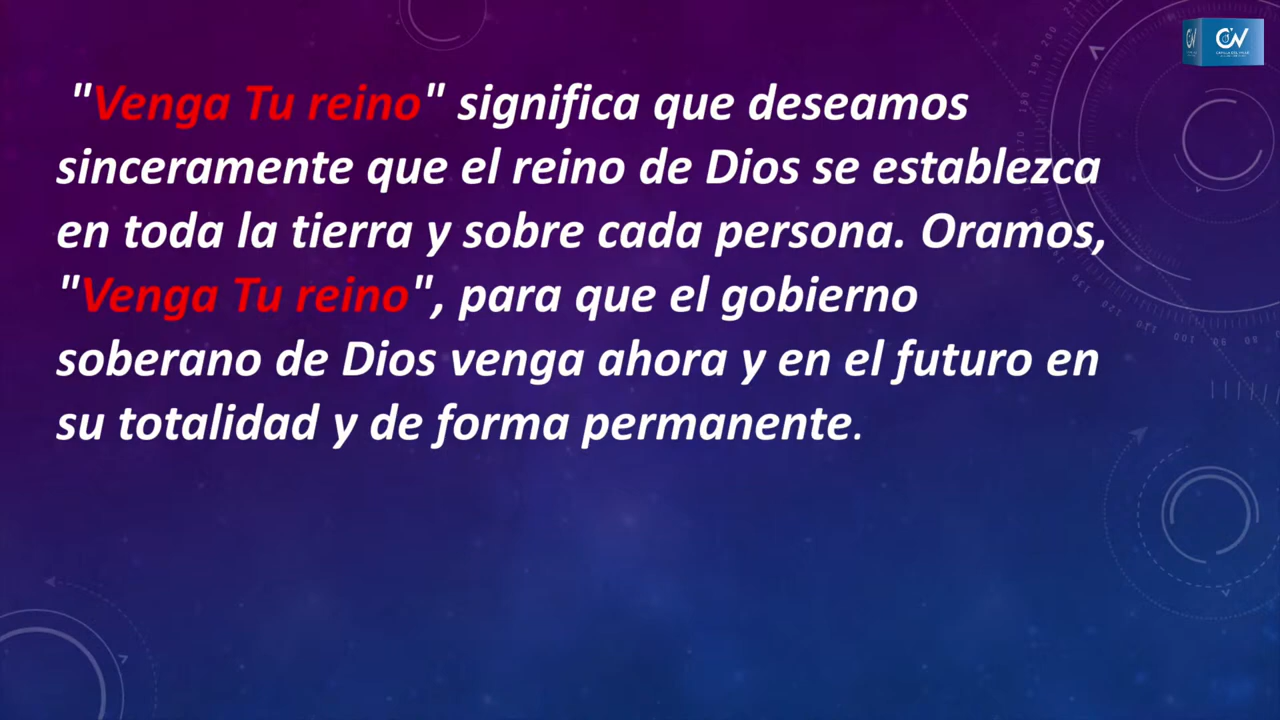 "Venga Tu reino" significa que deseamos
sinceramente que el reino de Dios se establezca
en toda la tierra y sobre cada persona. Oramos,
"Venga Tu reino", para que el gobierno
soberano de Dios venga ahora y en el futuro en
su totalidad y de forma permanente.